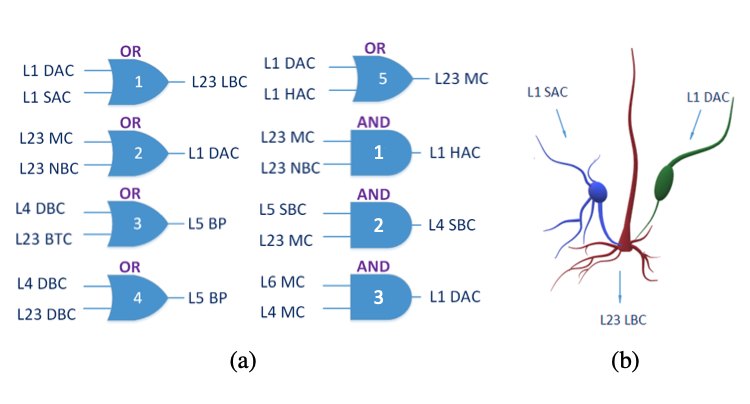 OR
L1 DAC
L1 SAC
1
L23 LBC
OR
L23 MC
L23 NBC
2
L1 DAC
OR
L4 DBC
L23 BTC
3
L5 BP
OR
L4 DBC
L23 DBC
4
L5 BP
OR
L1 DAC
L1 HAC
5
L23 MC
AND
L23 MC
L23 NBC
1
L1 HAC
AND
L5 SBC
L23 MC
2
L4 SBC
AND
L6 MC
L4 MC
3
L1 DAC
(a)
L1 SAC
L1 DAC
L23 LBC
(b)